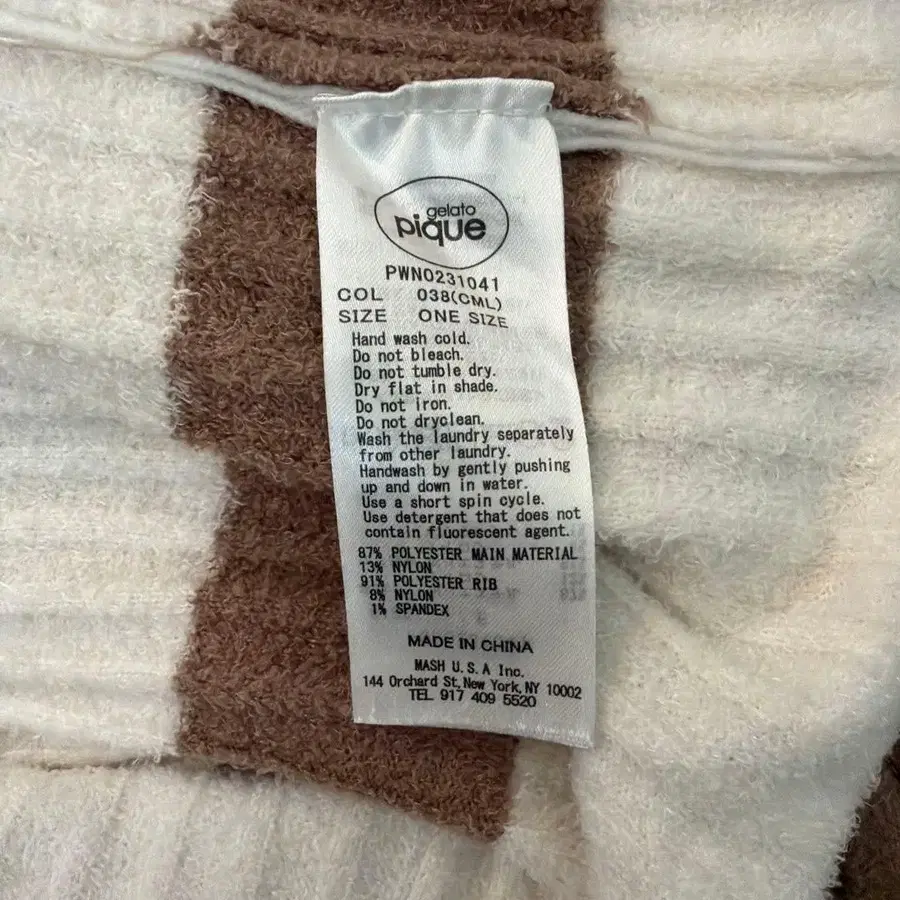 gelato
pique
PWNO231041
COL 038(CML)
SIZE ONE SIZE
Hand wash cold.
Do not bleach.
Do not tumble dry.
Dry flat in shade.
Do not iron.
Do not dryclean.
Wash the laundry separately
from other laundry.
Handwash by gently pushing
up and down in water.
Use a short spin cycle.
Use detergent that does not
contain fluorescent agent.
87% POLYESTER MAIN MATERIAL
13% NYLON
91% POLYESTER RIB
8% NYLON
1% SPANDEX
MADE IN CHINA
MASH U.S.A Inc.
144 Orchard St,New York,NY 10002
TEL 917 409 5520